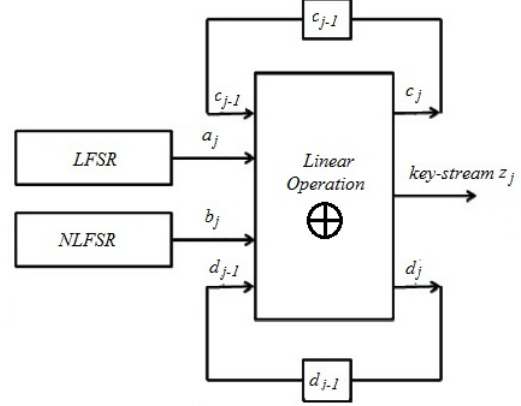 c_{j-1}
c_{j-1}
c_j
a_j
LFSR
Linear
Operation
key-stream z_j
b_j
NLFSR
d_{j-1}
d_j
d_{j-1}